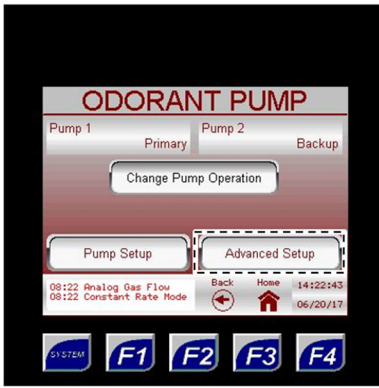 ODORANT PUMP
Pump 1
Primary
Pump 2
Backup
Change Pump Operation
Pump Setup
Advanced Setup
08:22 Analog Gas Flow
08:22 Constant Rate Mode
Back
Home
14:22:43
06/20/17
SYSTEM
F1
F2
F3
F4